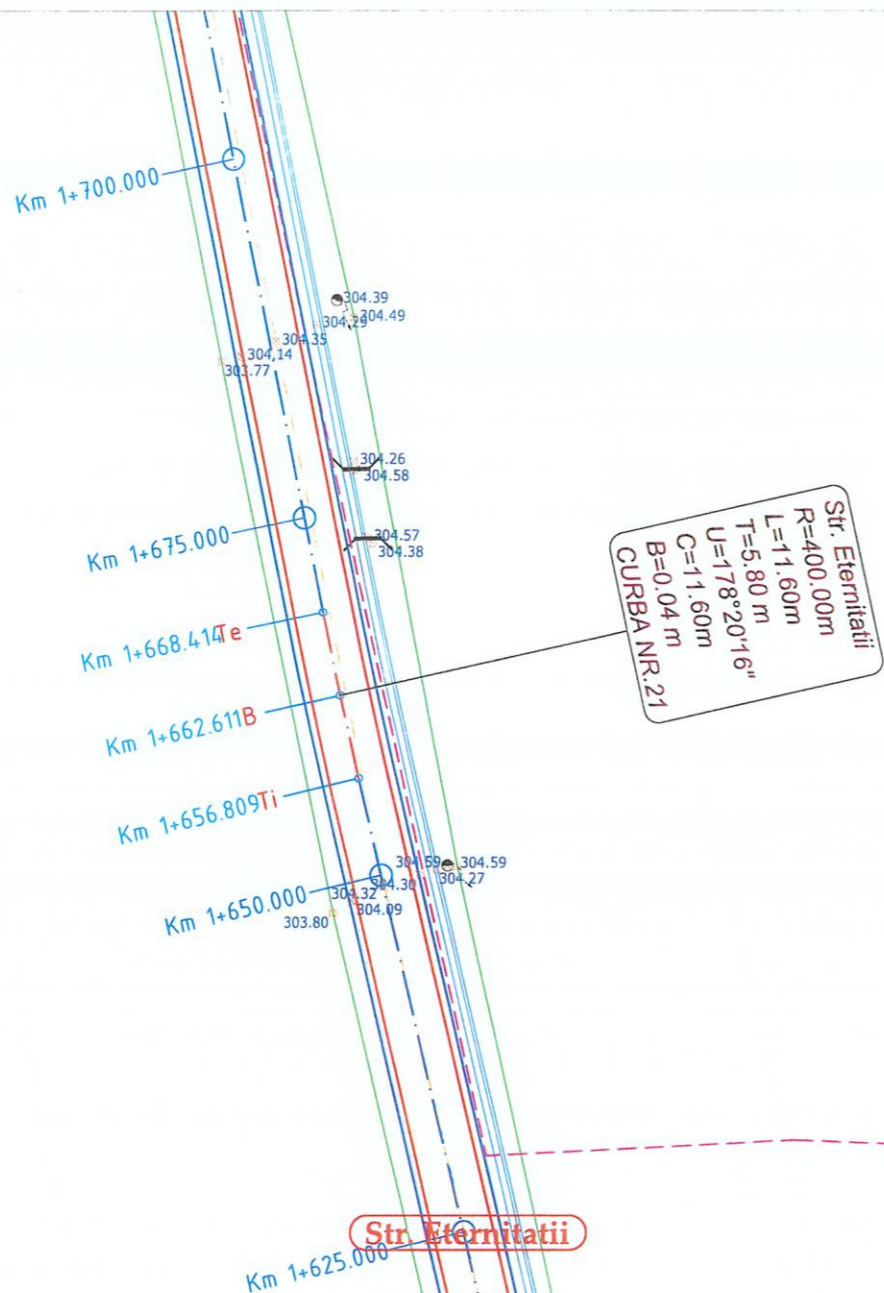 Km 1+700.000
304.39
304.49
304.29
304.35
304.14
303.77
304.26
304.58
Km 1+675.000
304.57
304.38
Str. Eternitatii
R=400.00m
L=11.60m
T=5.80 m
U=178°20'16"
C=11.60m
B=0.04 m
CURBA NR.21
Km 1+668.414Te
Km 1+662.611B
Km 1+656.809Ti
304.59
304.59
304.30
304.27
304.32
304.09
303.80
Km 1+650.000
Str. Eternitatii
Km 1+625.000